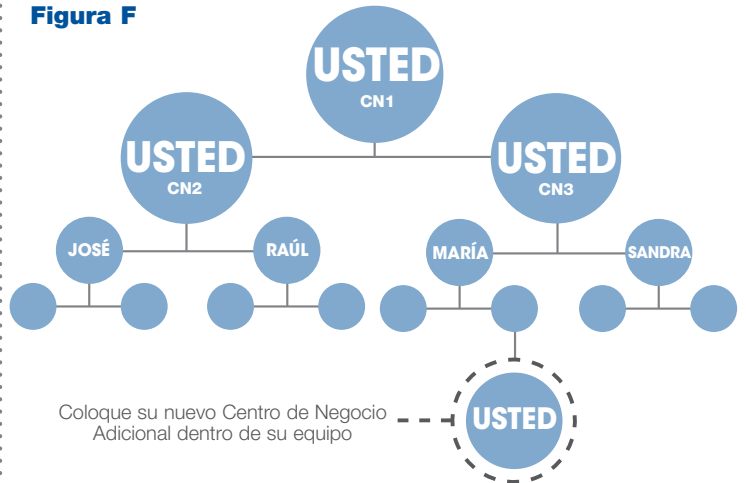 Figura F
USTED
CN1
USTED
CN2
USTED
CN3
JOSÉ
RAÚL
MARÍA
SANDRA
Coloque su nuevo Centro de Negocio
Adicional dentro de su equipo
USTED